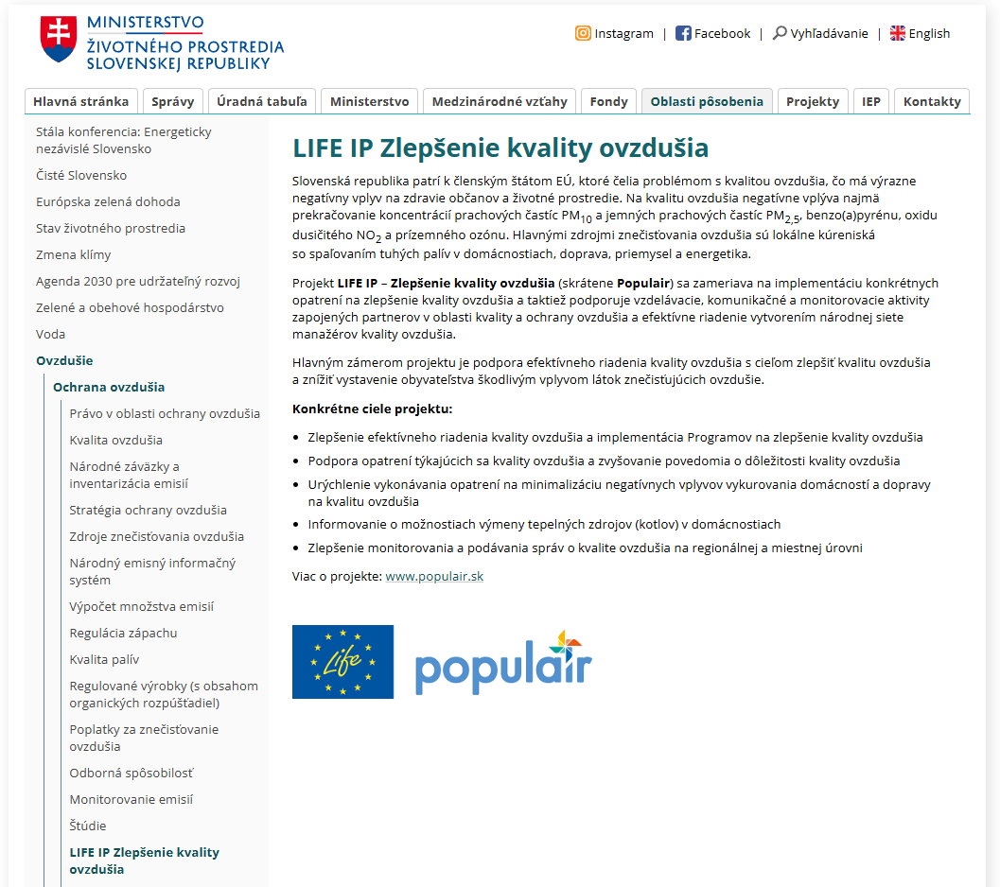 MINISTERSTVO
ŽIVOTNÉHO PROSTREDIA
SLOVENSKEJ REPUBLIKY
Instagram | Facebook | Vyhľadávanie | English
Hlavná stránka Správy Úradná tabuľa Ministerstvo Medzinárodné vzťahy Fondy Oblasti pôsobenia Projekty IEP Kontakty
Stála konferencia: Energeticky
nezávislé Slovensko
Čisté Slovensko
Európska zelená dohoda
Stav životného prostredia
Zmena klímy
Agenda 2030 pre udržateľný rozvoj
Zelené a obehové hospodárstvo
Voda
Ovzdušie
Ochrana ovzdušia
Právo v oblasti ochrany ovzdušia
Kvalita ovzdušia
Národné záväzky a
inventarizácia emisií
Stratégia ochrany ovzdušia
Zdroje znečisťovania ovzdušia
Národný emisný informačný
systém
Výpočet množstva emisií
Regulácia zápachu
Kvalita palív
Regulované výrobky (s obsahom
organických rozpúšťadiel)
Poplatky za znečisťovanie
ovzdušia
Odborná spôsobilosť
Monitorovanie emisií
Štúdie
LIFE IP Zlepšenie kvality
ovzdušia
LIFE IP Zlepšenie kvality ovzdušia
Slovenská republika patrí k členským štátom EÚ, ktoré čelia problémom s kvalitou ovzdušia, čo má výrazne
negatívny vplyv na zdravie občanov a životné prostredie. Na kvalitu ovzdušia negatívne vplýva najmä
prekračovanie koncentrácií prachových častíc PM10 a jemných prachových častíc PM2,5, benzo(a)pyrénu, oxidu
dusičitého NO2 a prízemného ozónu. Hlavnými zdrojmi znečisťovania ovzdušia sú lokálne kúreniská
so spaľovaním tuhých palív v domácnostiach, doprava, priemysel a energetika.
Projekt LIFE IP – Zlepšenie kvality ovzdušia (skrátene Populair) sa zameriava na implementáciu konkrétnych
opatrení na zlepšenie kvality ovzdušia a taktiež podporuje vzdelávacie, komunikačné a monitorovacie aktivity
zapojených partnerov v oblasti kvality a ochrany ovzdušia a efektívne riadenie vytvorením národnej siete
manažérov kvality ovzdušia.
Hlavným zámerom projektu je podpora efektívneho riadenia kvality ovzdušia s cieľom zlepšiť kvalitu ovzdušia
a znížiť vystavenie obyvateľstva škodlivým vplyvom látok znečisťujúcich ovzdušie.
Konkrétne ciele projektu:
• Zlepšenie efektívneho riadenia kvality ovzdušia a implementácia Programov na zlepšenie kvality ovzdušia
• Podpora opatrení týkajúcich sa kvality ovzdušia a zvyšovanie povedomia o dôležitosti kvality ovzdušia
• Urýchlenie vykonávania opatrení na minimalizáciu negatívnych vplyvov vykurovania domácností a dopravy
na kvalitu ovzdušia
• Informovanie o možnostiach výmeny tepelných zdrojov (kotlov) v domácnostiach
• Zlepšenie monitorovania a podávania správ o kvalite ovzdušia na regionálnej a miestnej úrovni
Viac o projekte: www.populair.sk
Life
populair